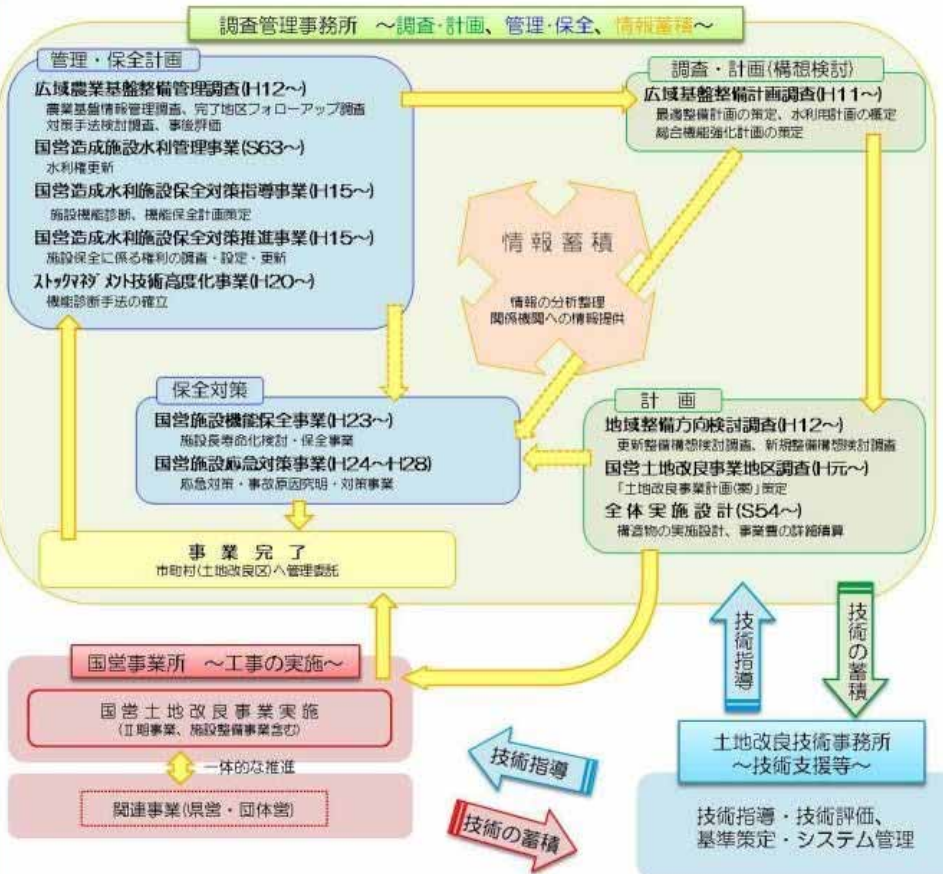 調査管理事務所　～調査・計画、管理・保全、情報蓄積～
管理・保全計画
広域農業基盤整備管理調査(H12～)
農業基盤情報管理調査、完了地区フォローアップ調査
対策手法検討調査、事後評価
国営造成施設水利管理事業(S63～)
水利権更新
国営造成水利施設保全対策指導事業(H15～)
施設機能診断、機能保全計画策定
国営造成水利施設保全対策推進事業(H15～)
施設保全に係る権利の調査・設定・更新
ストックマネジメント技術高度化事業(H20～)
機能診断手法の確立
調査・計画(構想検討)
広域基盤整備計画調査(H11～)
最適整備計画の策定、水利用計画の概定
総合機能強化計画の策定
情報蓄積
情報の分析整理
関係機関への情報提供
保全対策
国営施設機能保全事業(H23～)
施設長寿命化検討・保全事業
国営施設応急対策事業(H24～H28)
応急対策・事故原因究明・対策事業
計 画
地域整備方向検討調査(H12～)
更新整備構想検討調査、新規整備構想検討調査
国営土地改良事業地区調査(H元～)
「土地改良事業計画(案)」策定
全体実施設計(S54～)
構造物の実施設計、事業費の詳細積算
事 業 完 了
市町村(土地改良区)へ管理委託
国営事業所　～工事の実施～
国営土地改良事業実施
(Ⅱ期事業、施設整備事業含む)
一体的な推進
関連事業(県営・団体営)
技術指導
技術の蓄積
技術指導
技術の蓄積
土地改良技術事務所
～技術支援等～
技術指導・技術評価、
基準策定・システム管理